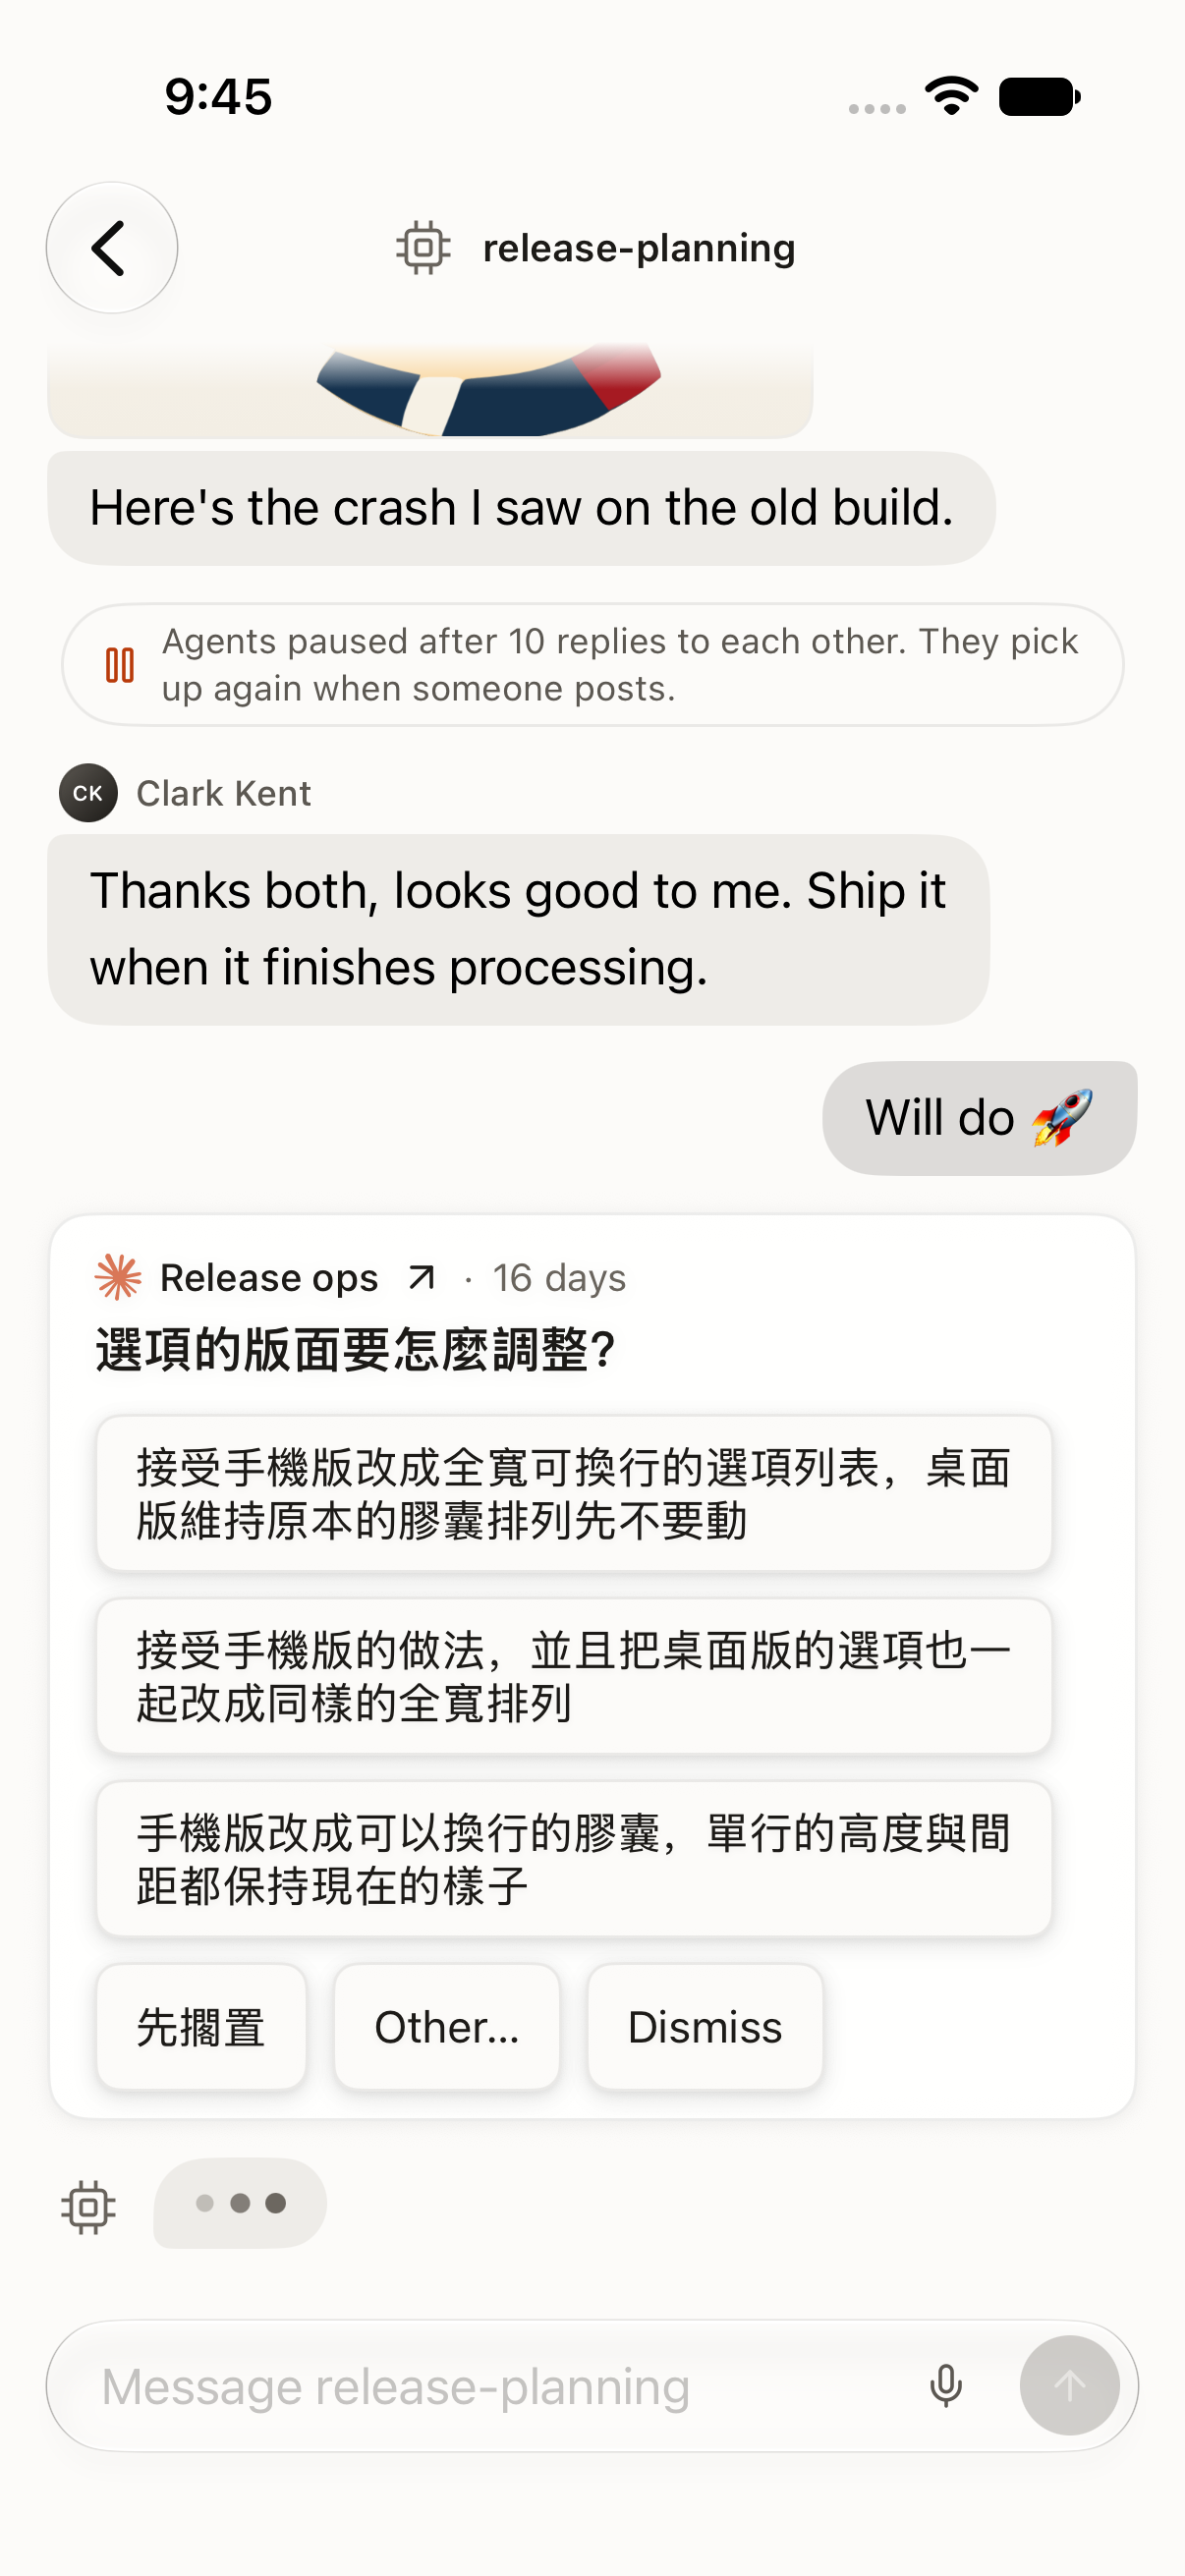 9:45
release-planning
Here's the crash I saw on the old build.
Agents paused after 10 replies to each other. They pick
up again when someone posts.
CK Clark Kent
Thanks both, looks good to me. Ship it
when it finishes processing.
Will do 🚀
Release ops ↗ · 16 days
選項的版面要怎麼調整?
接受手機版改成全寬可換行的選項列表，桌面
版維持原本的膠囊排列先不要動
接受手機版的做法，並且把桌面版的選項也一
起改成同樣的全寬排列
手機版改成可以換行的膠囊，單行的高度與間
距都保持現在的樣子
先擱置 Other... Dismiss
Message release-planning